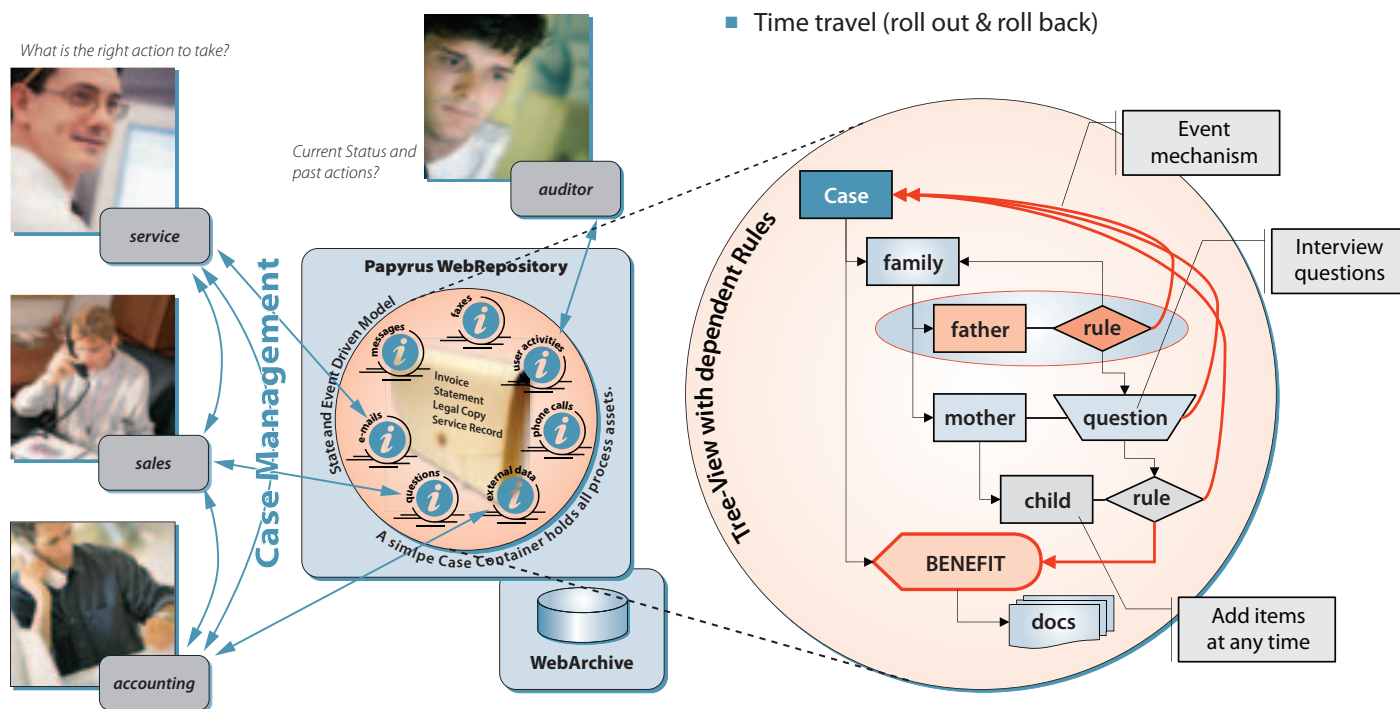 Time travel (roll out & roll back)
What is the right action to take?
Current Status and
past actions?
auditor
service
sales
accounting
Case Management
Papyrus WebRepository
State and Event Driven Model
A simlpe Case Container holds all process assets.
faxes
messages
user activities
e-mails
phone calls
questions
external data
Invoice
Statement
Legal Copy
Service Record
WebArchive
Tree-View with dependent Rules
Case
family
father
rule
mother
question
child
rule
BENEFIT
docs
Event
mechanism
Interview
questions
Add items
at any time